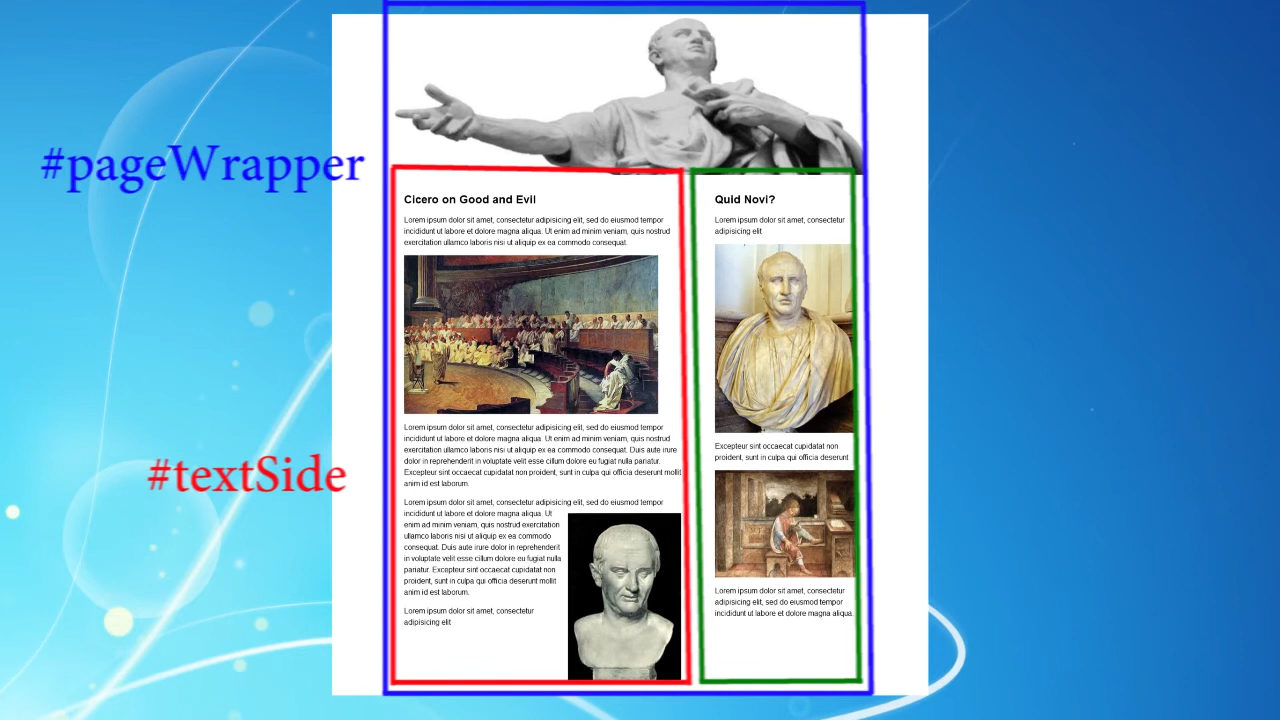 #pageWrapper
#textSide
Cicero on Good and Evil
Lorem ipsum dolor sit amet, consectetur adipisicing elit, sed do eiusmod tempor
incididunt ut labore et dolore magna aliqua. Ut enim ad minim veniam, quis nostrud
exercitation ullamco laboris nisi ut aliquip ex ea commodo consequat.
Lorem ipsum dolor sit amet, consectetur adipisicing elit, sed do eiusmod tempor
incididunt ut labore et dolore magna aliqua. Ut enim ad minim veniam, quis nostrud
exercitation ullamco laboris nisi ut aliquip ex ea commodo consequat. Duis aute irure
dolor in reprehenderit in voluptate velit esse cillum dolore eu fugiat nulla pariatur.
Excepteur sint occaecat cupidatat non proident, sunt in culpa qui officia deserunt mollit
anim id est laborum.
Lorem ipsum dolor sit amet, consectetur adipisicing elit, sed do eiusmod tempor
incididunt ut labore et dolore magna aliqua. Ut
enim ad minim veniam, quis nostrud exercitation
ullamco laboris nisi ut aliquip ex ea commodo
consequat. Duis aute irure dolor in reprehenderit
in voluptate velit esse cillum dolore eu fugiat nulla
pariatur. Excepteur sint occaecat cupidatat non
proident, sunt in culpa qui officia deserunt mollit
anim id est laborum.
Lorem ipsum dolor sit amet, consectetur
adipisicing elit
Quid Novi?
Lorem ipsum dolor sit amet, consectetur
adipisicing elit
Excepteur sint occaecat cupidatat non
proident, sunt in culpa qui officia deserunt
Lorem ipsum dolor sit amet, consectetur
adipisicing elit, sed do eiusmod tempor
incididunt ut labore et dolore magna aliqua.